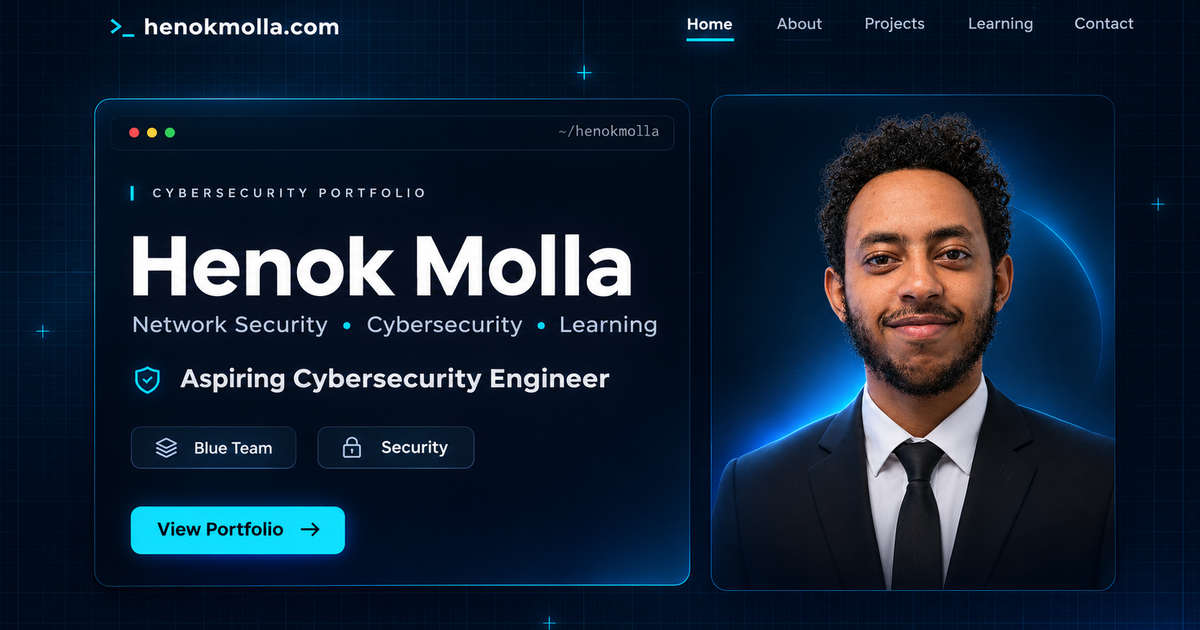 >_ henokmolla.com
Home About Projects Learning Contact
~/henokmolla
CYBERSECURITY PORTFOLIO
Henok Molla
Network Security • Cybersecurity • Learning
Aspiring Cybersecurity Engineer
Blue Team Security
View Portfolio →